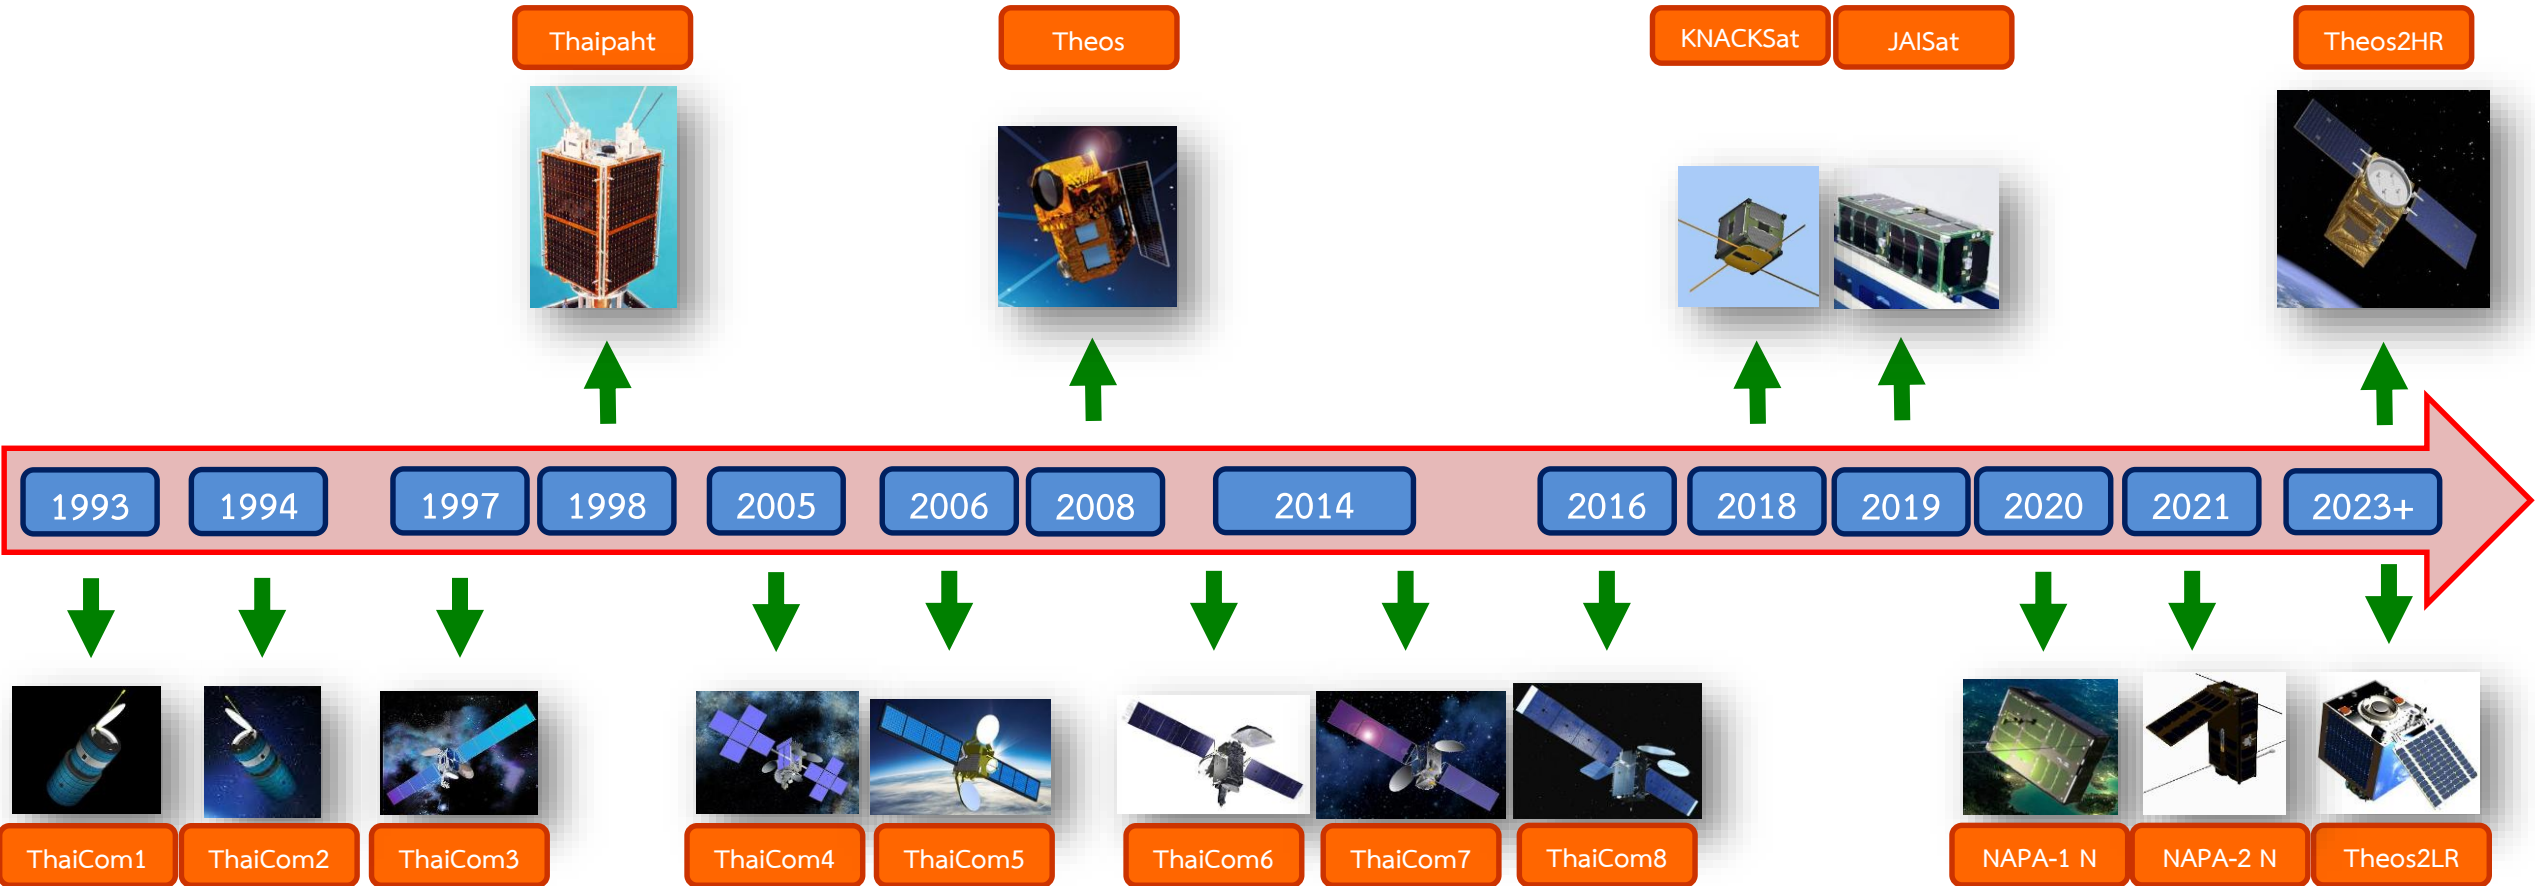 Thaipaht
Theos
KNACKSat
JAISat
Theos2HR
1993
1994
1997
1998
2005
2006
2008
2014
2016
2018
2019
2020
2021
2023+
ThaiCom1
ThaiCom2
ThaiCom3
ThaiCom4
ThaiCom5
ThaiCom6
ThaiCom7
ThaiCom8
NAPA-1 N
NAPA-2 N
Theos2LR